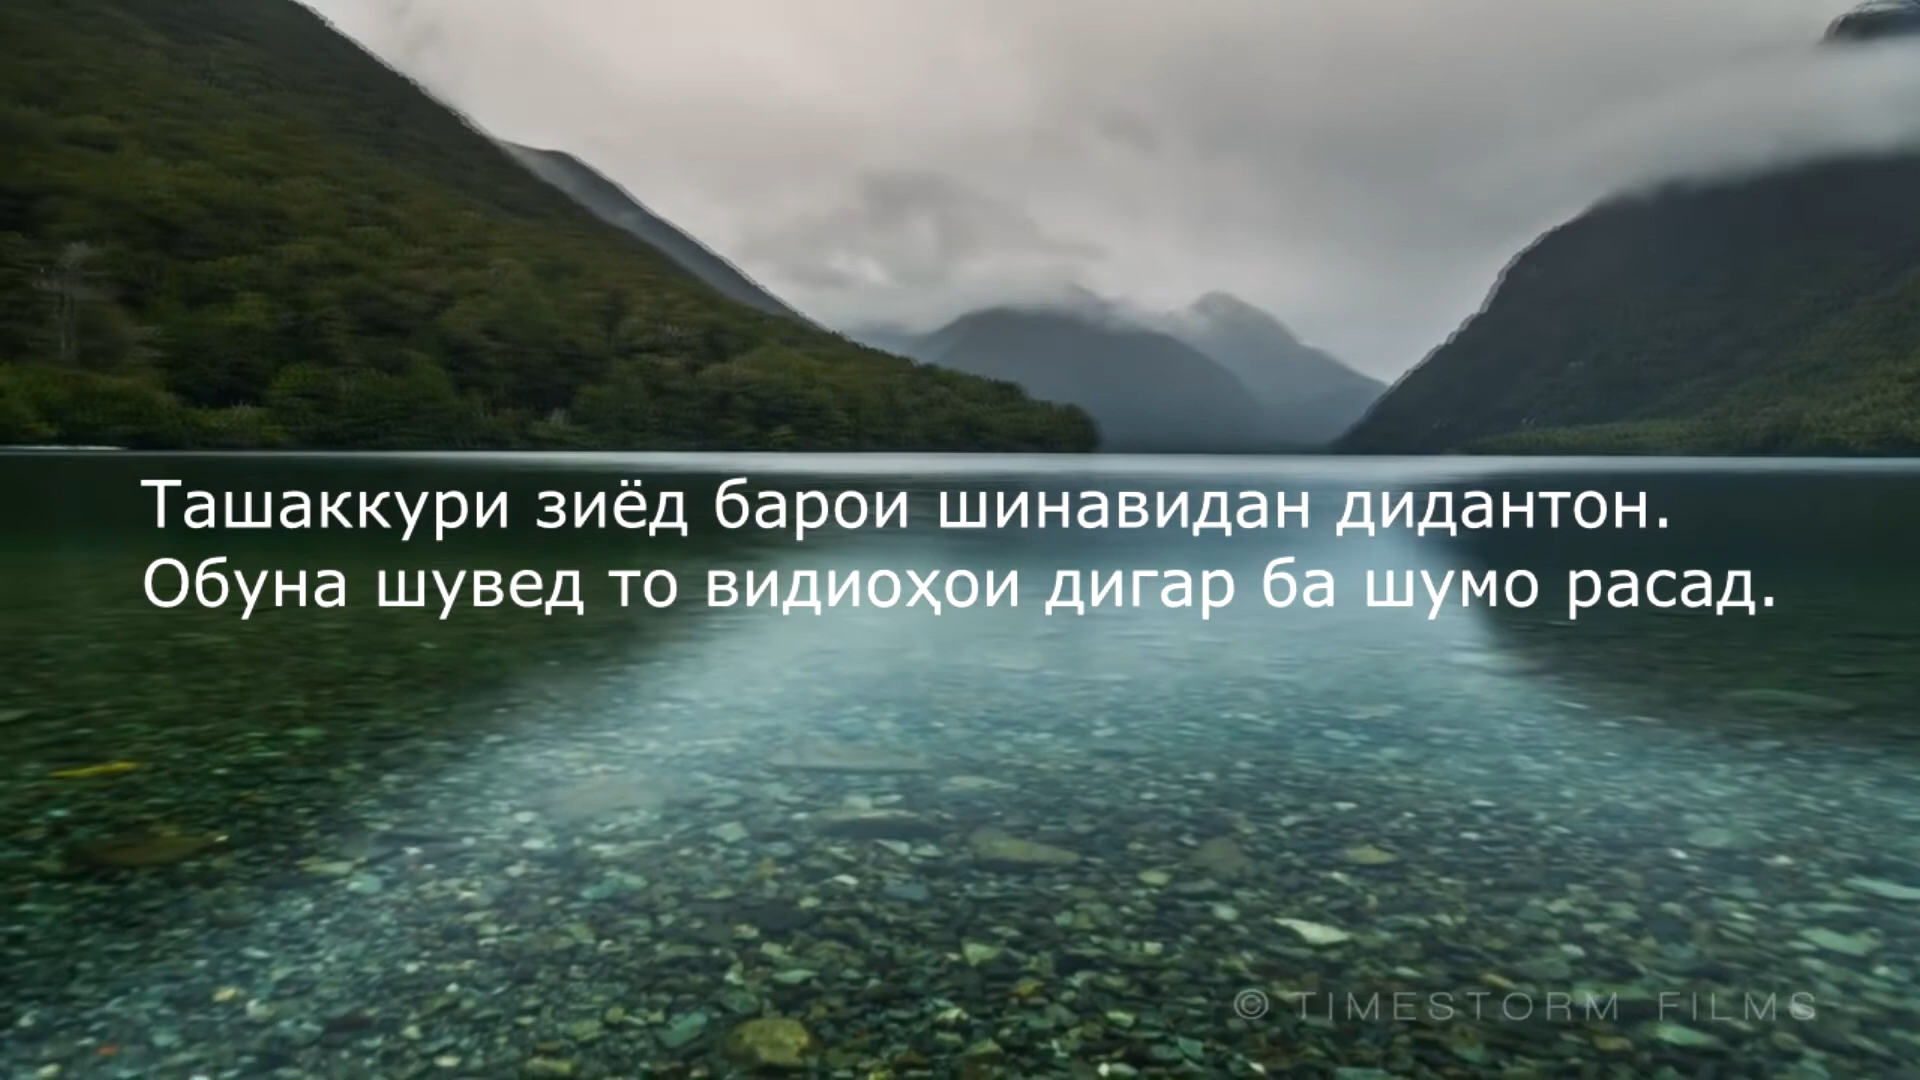 Ташаккури зиёд барои шинавидан дидантон.
Обуна шувед то видиоҳои дигар ба шумо расад.
© TIMESTORM FILMS